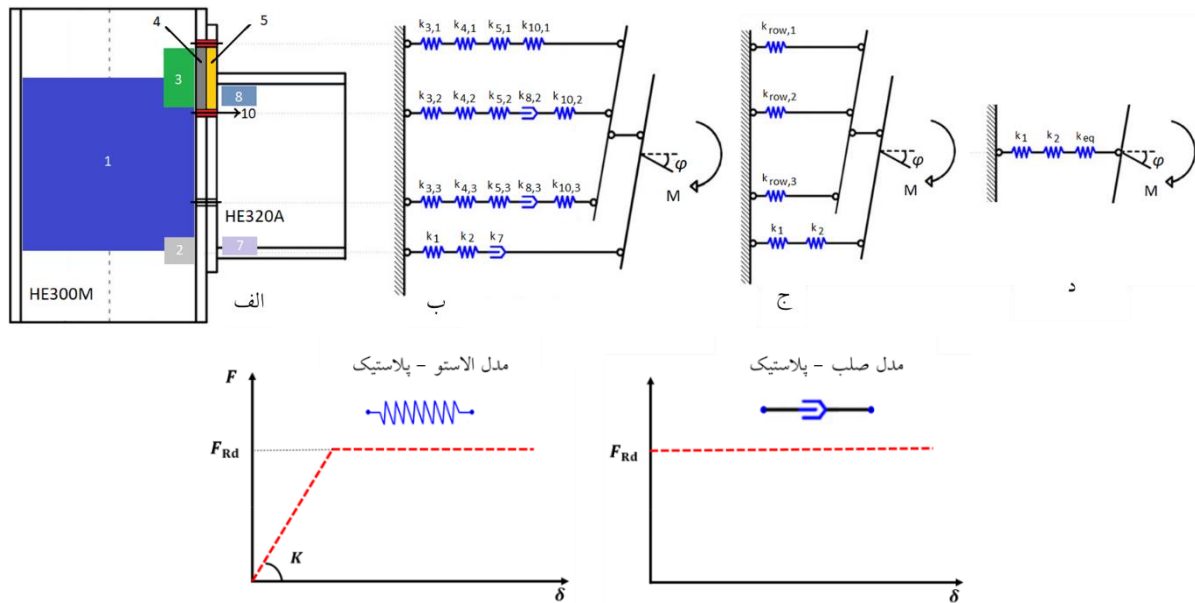 4
5
3
8
10
1
2
7
HE320A
HE300M
الف
k3,1 k4,1 k5,1 k10,1
k3,2 k4,2 k5,2 k8,2 k10,2
k3,3 k4,3 k5,3 k8,3 k10,3
k1 k2 k7
φ
M
ب
krow,1
krow,2
krow,3
k1 k2
φ
M
ج
k1 k2 keq
φ
M
د
مدل الاستو - پلاستیک
F
FRd
K
δ
مدل صلب - پلاستیک
FRd
δ